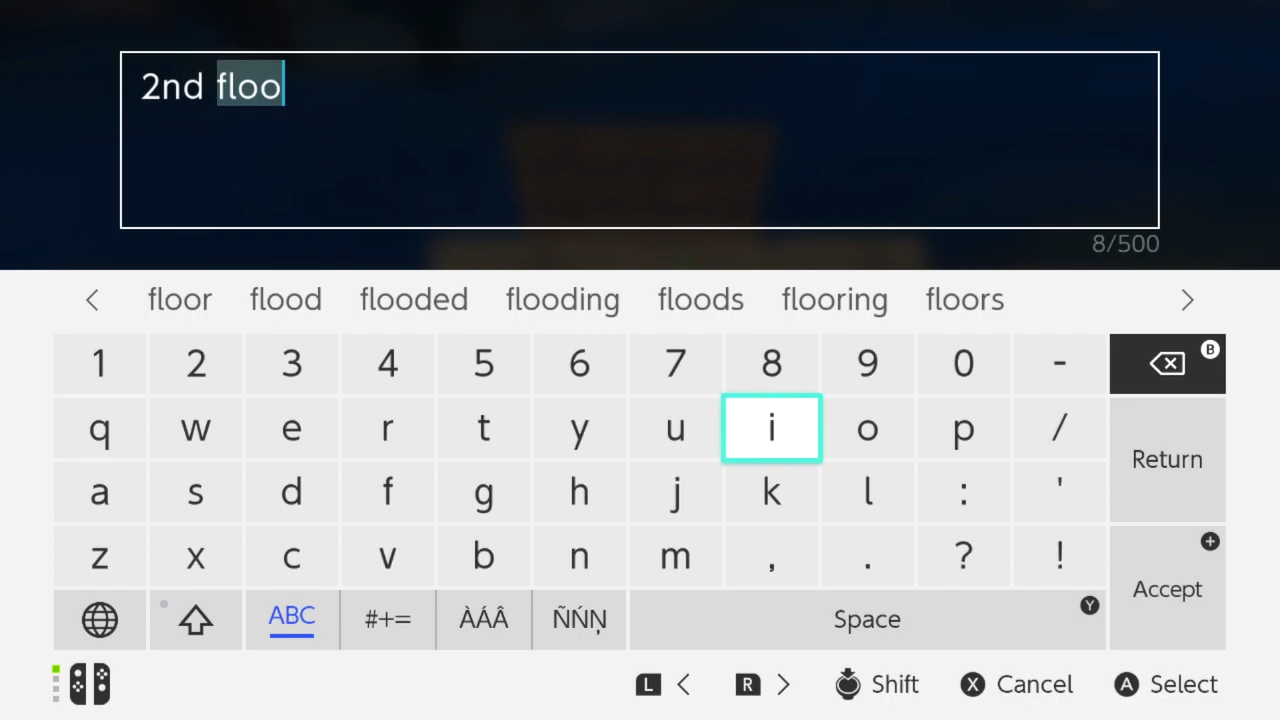 2nd floo
8/500
floor flood flooded flooding floods flooring floors
1 2 3 4 5 6 7 8 9 0 - B
q w e r t y u i o p /
Return
a s d f g h j k l : '
z x c v b n m , . ? ! +
Accept
ABC #+= ÀÁÂ ÑŃŅ Space Y
L < R > Shift X Cancel A Select